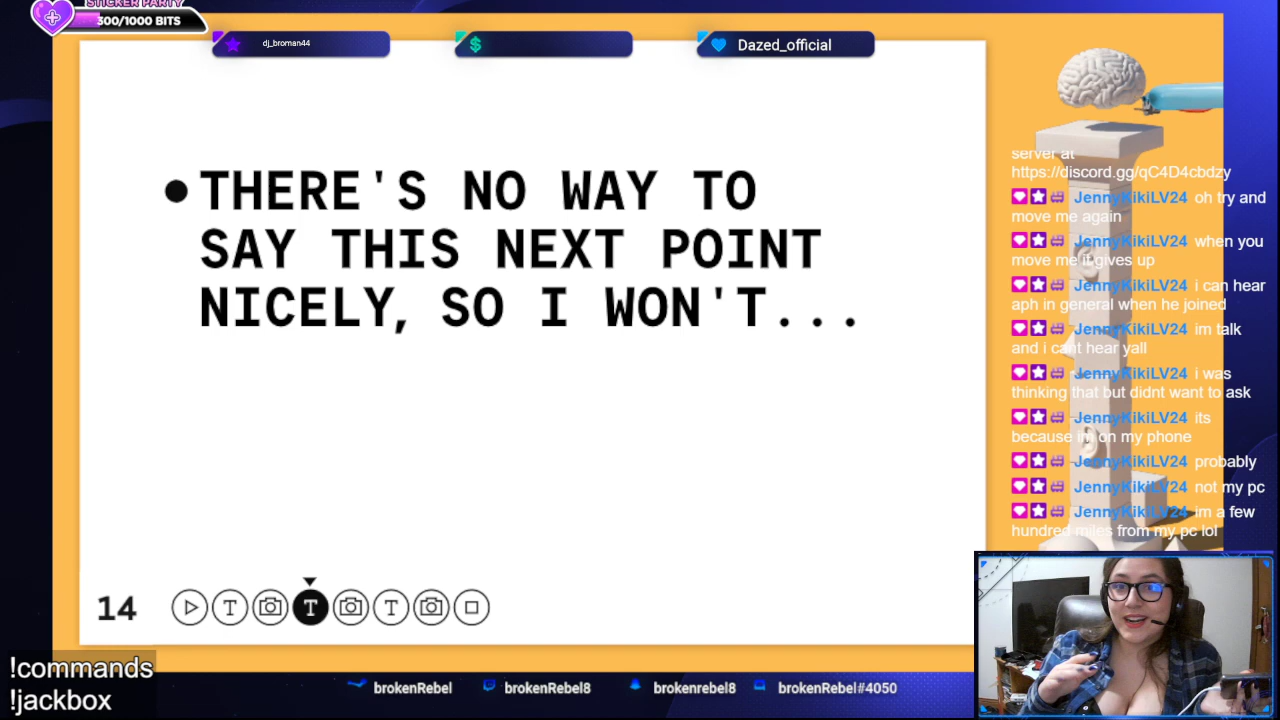 STICKER PARTY
300/1000 BITS
dj_broman44
$
Dazed_official
● THERE'S NO WAY TO
SAY THIS NEXT POINT
NICELY, SO I WON'T...
14
T
T
T
server at
https://discord.gg/qC4D4cbdzy
JennyKikiLV24 oh try and
move me again
JennyKikiLV24 when you
move me it gives up
JennyKikiLV24 i can hear
aph in general when he joined
JennyKikiLV24 im talk
and i cant hear yall
JennyKikiLV24 i was
thinking that but didnt want to ask
JennyKikiLV24 its
because im on my phone
JennyKikiLV24 probably
JennyKikiLV24 not my pc
JennyKikiLV24 im a few
hundred miles from my pc lol
!commands
!jackbox
brokenRebel
brokenRebel8
brokenrebel8
brokenRebel#4050